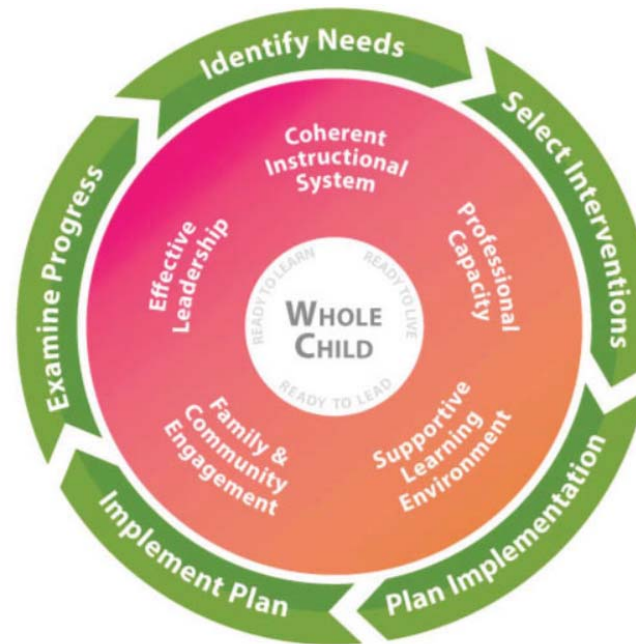 Identify Needs
Select Interventions
Plan Implementation
Implement Plan
Examine Progress
Coherent
Instructional
System
Professional
Capacity
Supportive
Learning
Environment
Family &
Community
Engagement
Effective
Leadership
READY TO LEARN
READY TO LIVE
READY TO LEAD
WHOLE
CHILD